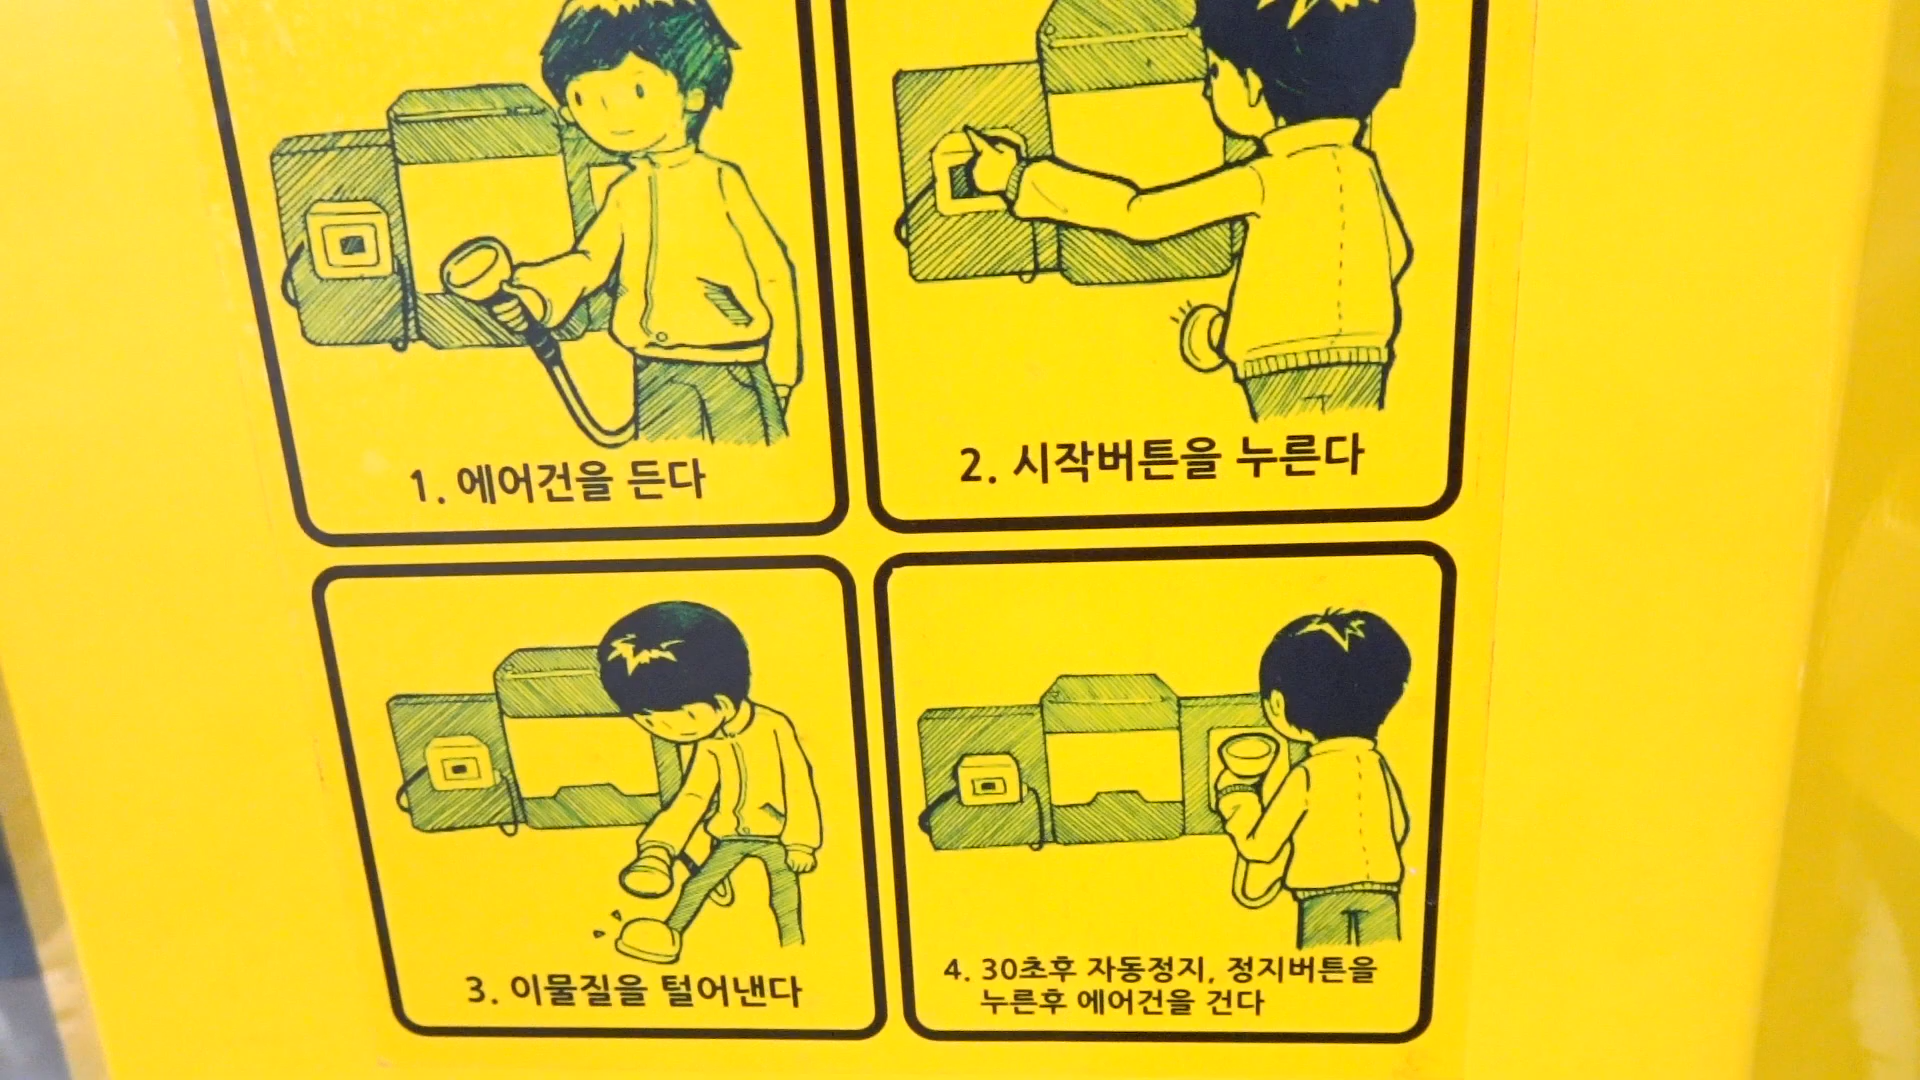 1. 에어건을 든다
2. 시작버튼을 누른다
3. 이물질을 털어낸다
4. 30초후 자동정지, 정지버튼을
누른후 에어건을 건다